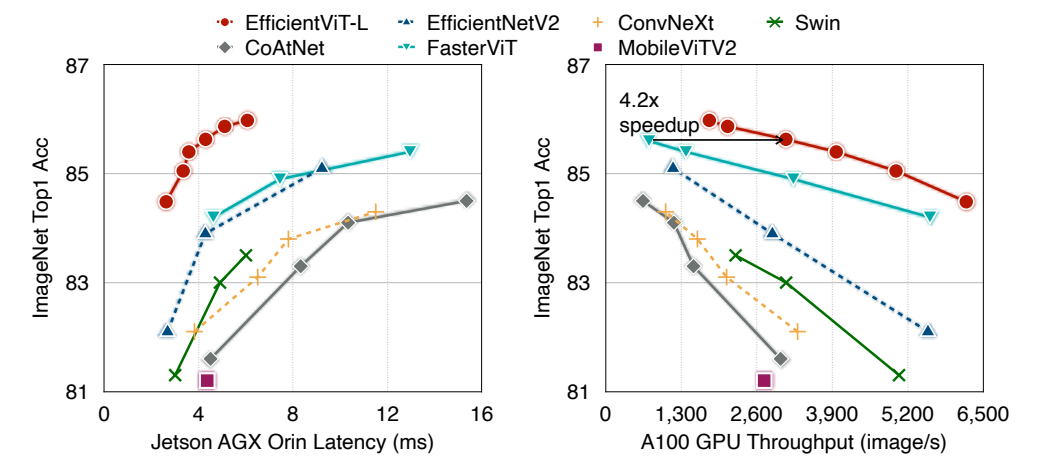 EfficientViT-L EfficientNetV2 ConvNeXt Swin
CoAtNet FasterViT MobileViTV2
87
85
83
81
ImageNet Top1 Acc
0 4 8 12 16
Jetson AGX Orin Latency (ms)
87
85
83
81
ImageNet Top1 Acc
4.2x
speedup
0 1,300 2,600 3,900 5,200 6,500
A100 GPU Throughput (image/s)